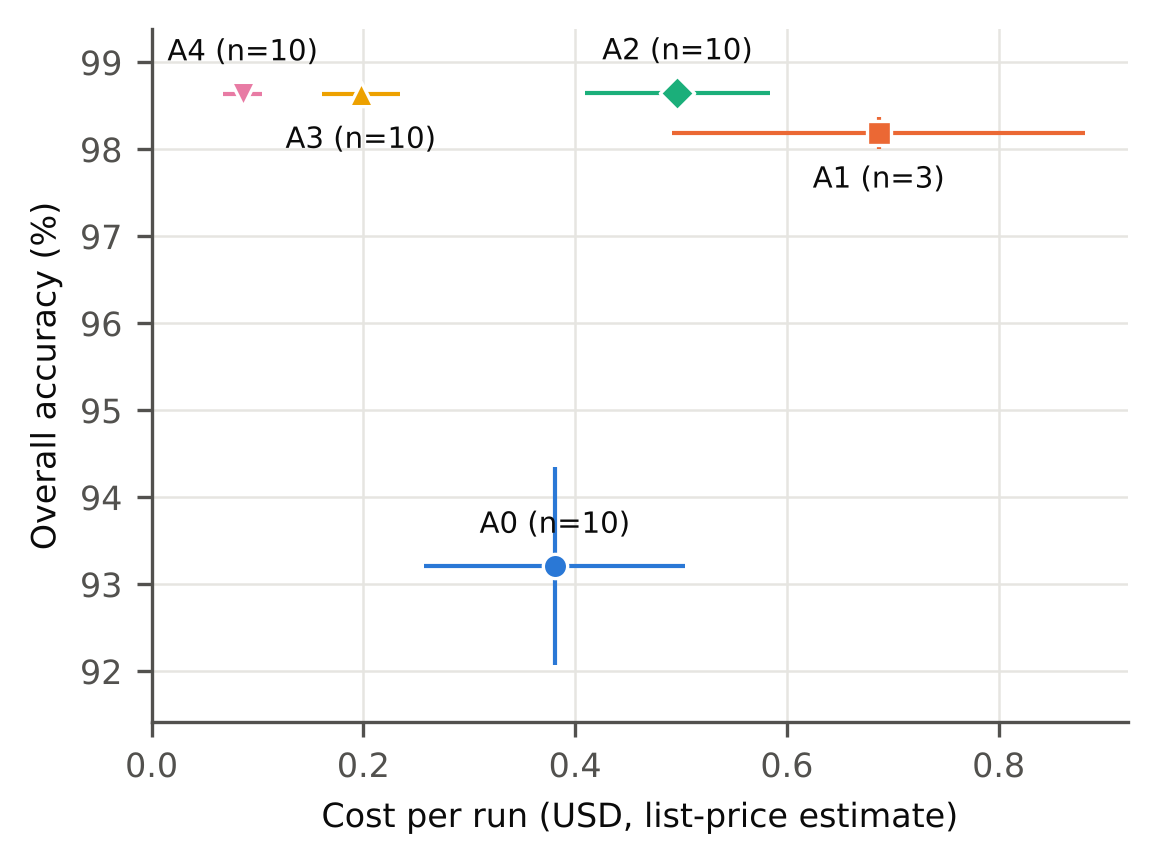 A4 (n=10)
A2 (n=10)
A3 (n=10)
A1 (n=3)
A0 (n=10)
99
98
97
96
95
94
93
92
Overall accuracy (%)
0.0 0.2 0.4 0.6 0.8
Cost per run (USD, list-price estimate)